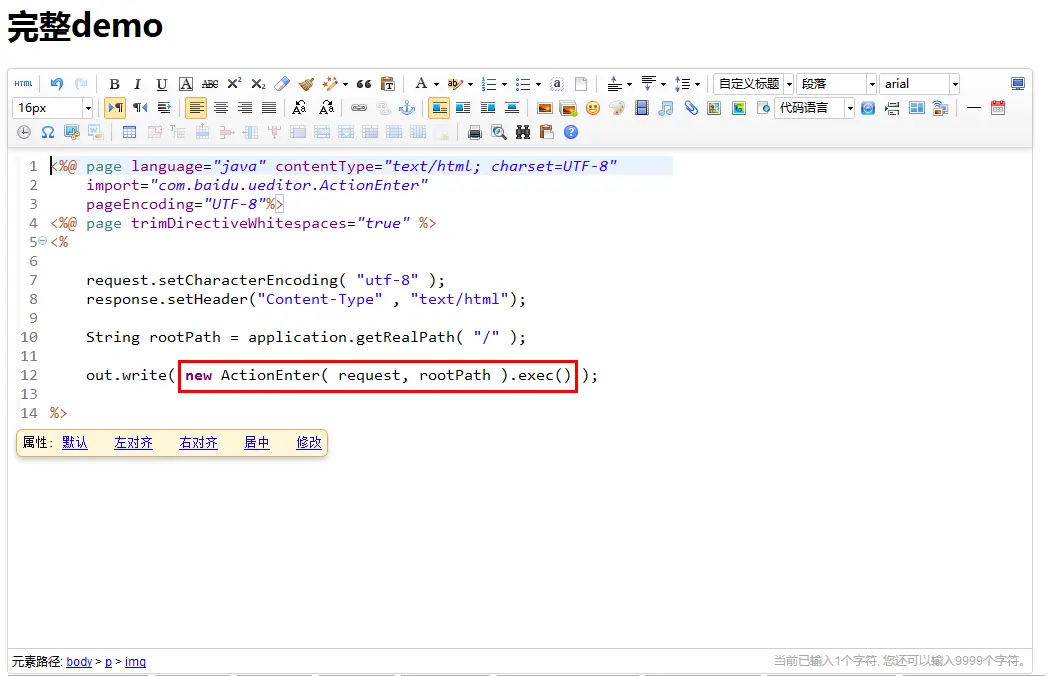 完整demo
HTML B I U A ABC X² X₂ A ab a 自定义标题 段落 arial
16px 代码语言
Ω
1 <%@ page language="java" contentType="text/html; charset=UTF-8"
2 import="com.baidu.ueditor.ActionEnter"
3 pageEncoding="UTF-8"%>
4 <%@ page trimDirectiveWhitespaces="true" %>
5 <%
6
7 request.setCharacterEncoding( "utf-8" );
8 response.setHeader("Content-Type" , "text/html");
9
10 String rootPath = application.getRealPath( "/" );
11
12 out.write( new ActionEnter( request, rootPath ).exec() );
13
14 %>
属性: 默认 左对齐 右对齐 居中 修改
元素路径: body > p > img 当前已输入1个字符, 您还可以输入9999个字符。